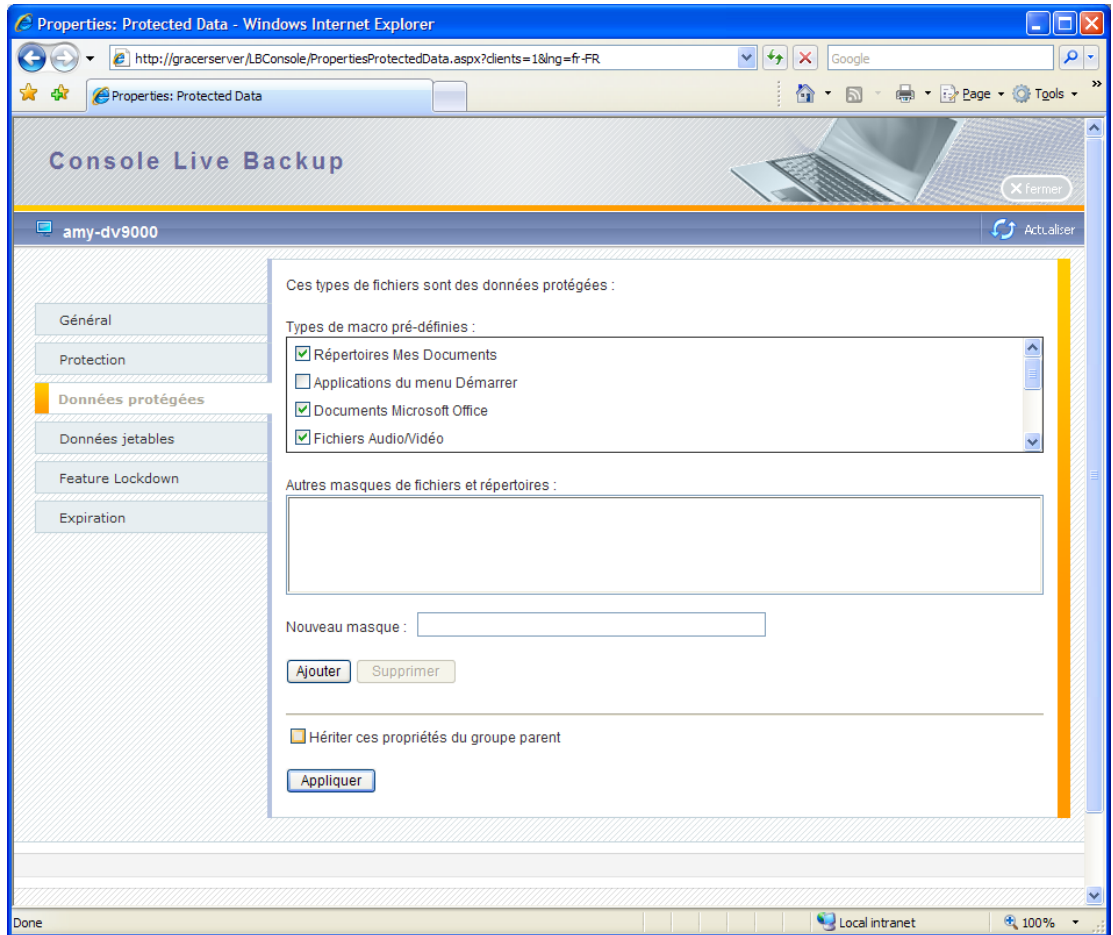 Properties: Protected Data - Windows Internet Explorer
http://gracerserver/LBConsole/PropertiesProtectedData.aspx?clients=1&lng=fr-FR
Google
Properties: Protected Data
Page
Tools
Console Live Backup
fermer
amy-dv9000
Actualiser
Ces types de fichiers sont des données protégées :
Général
Types de macro pré-définies :
Répertoires Mes Documents
Protection
Applications du menu Démarrer
Données protégées
Documents Microsoft Office
Données jetables
Fichiers Audio/Vidéo
Feature Lockdown
Autres masques de fichiers et répertoires :
Expiration
Nouveau masque :
Ajouter
Supprimer
Hériter ces propriétés du groupe parent
Appliquer
Done
Local intranet
100%